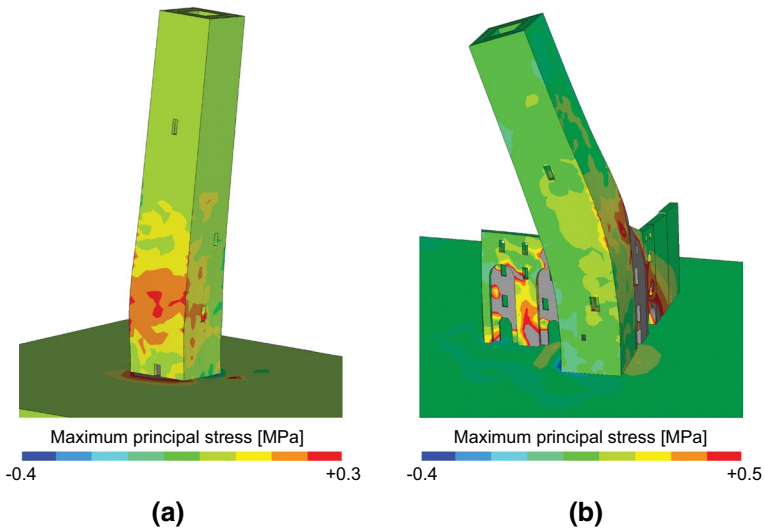 Maximum principal stress [MPa]
-0.4 +0.3
(a)
Maximum principal stress [MPa]
-0.4 +0.5
(b)